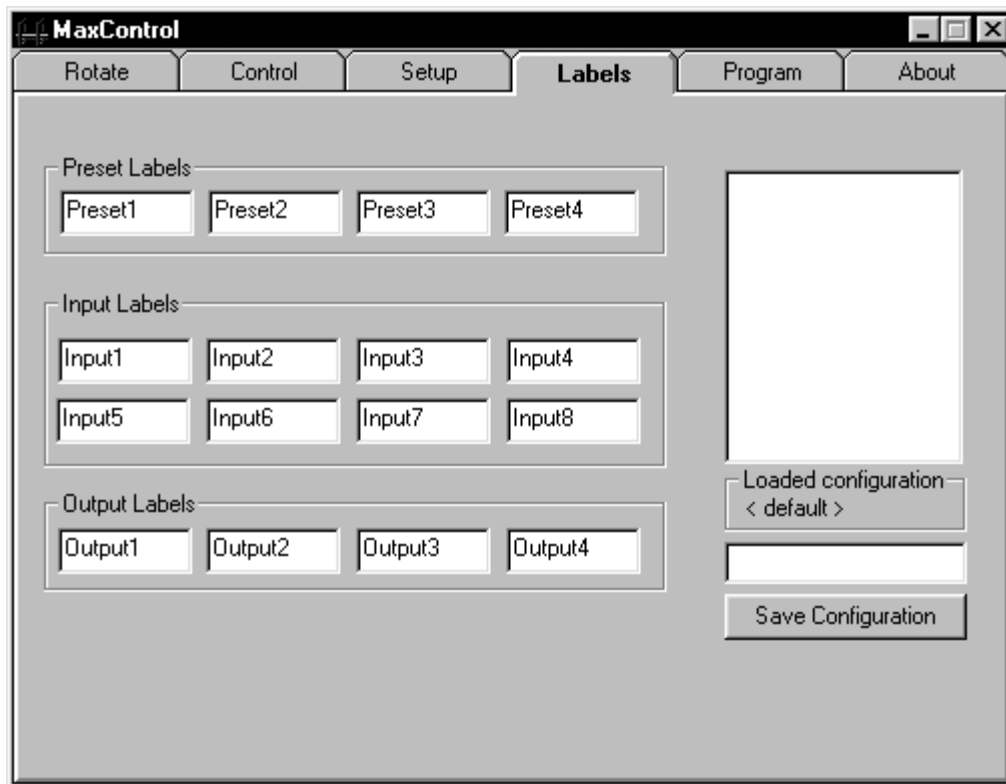 MaxControl
Rotate Control Setup Labels Program About
Preset Labels
Preset1 Preset2 Preset3 Preset4
Input Labels
Input1 Input2 Input3 Input4
Input5 Input6 Input7 Input8
Output Labels
Output1 Output2 Output3 Output4
Loaded configuration
< default >
Save Configuration